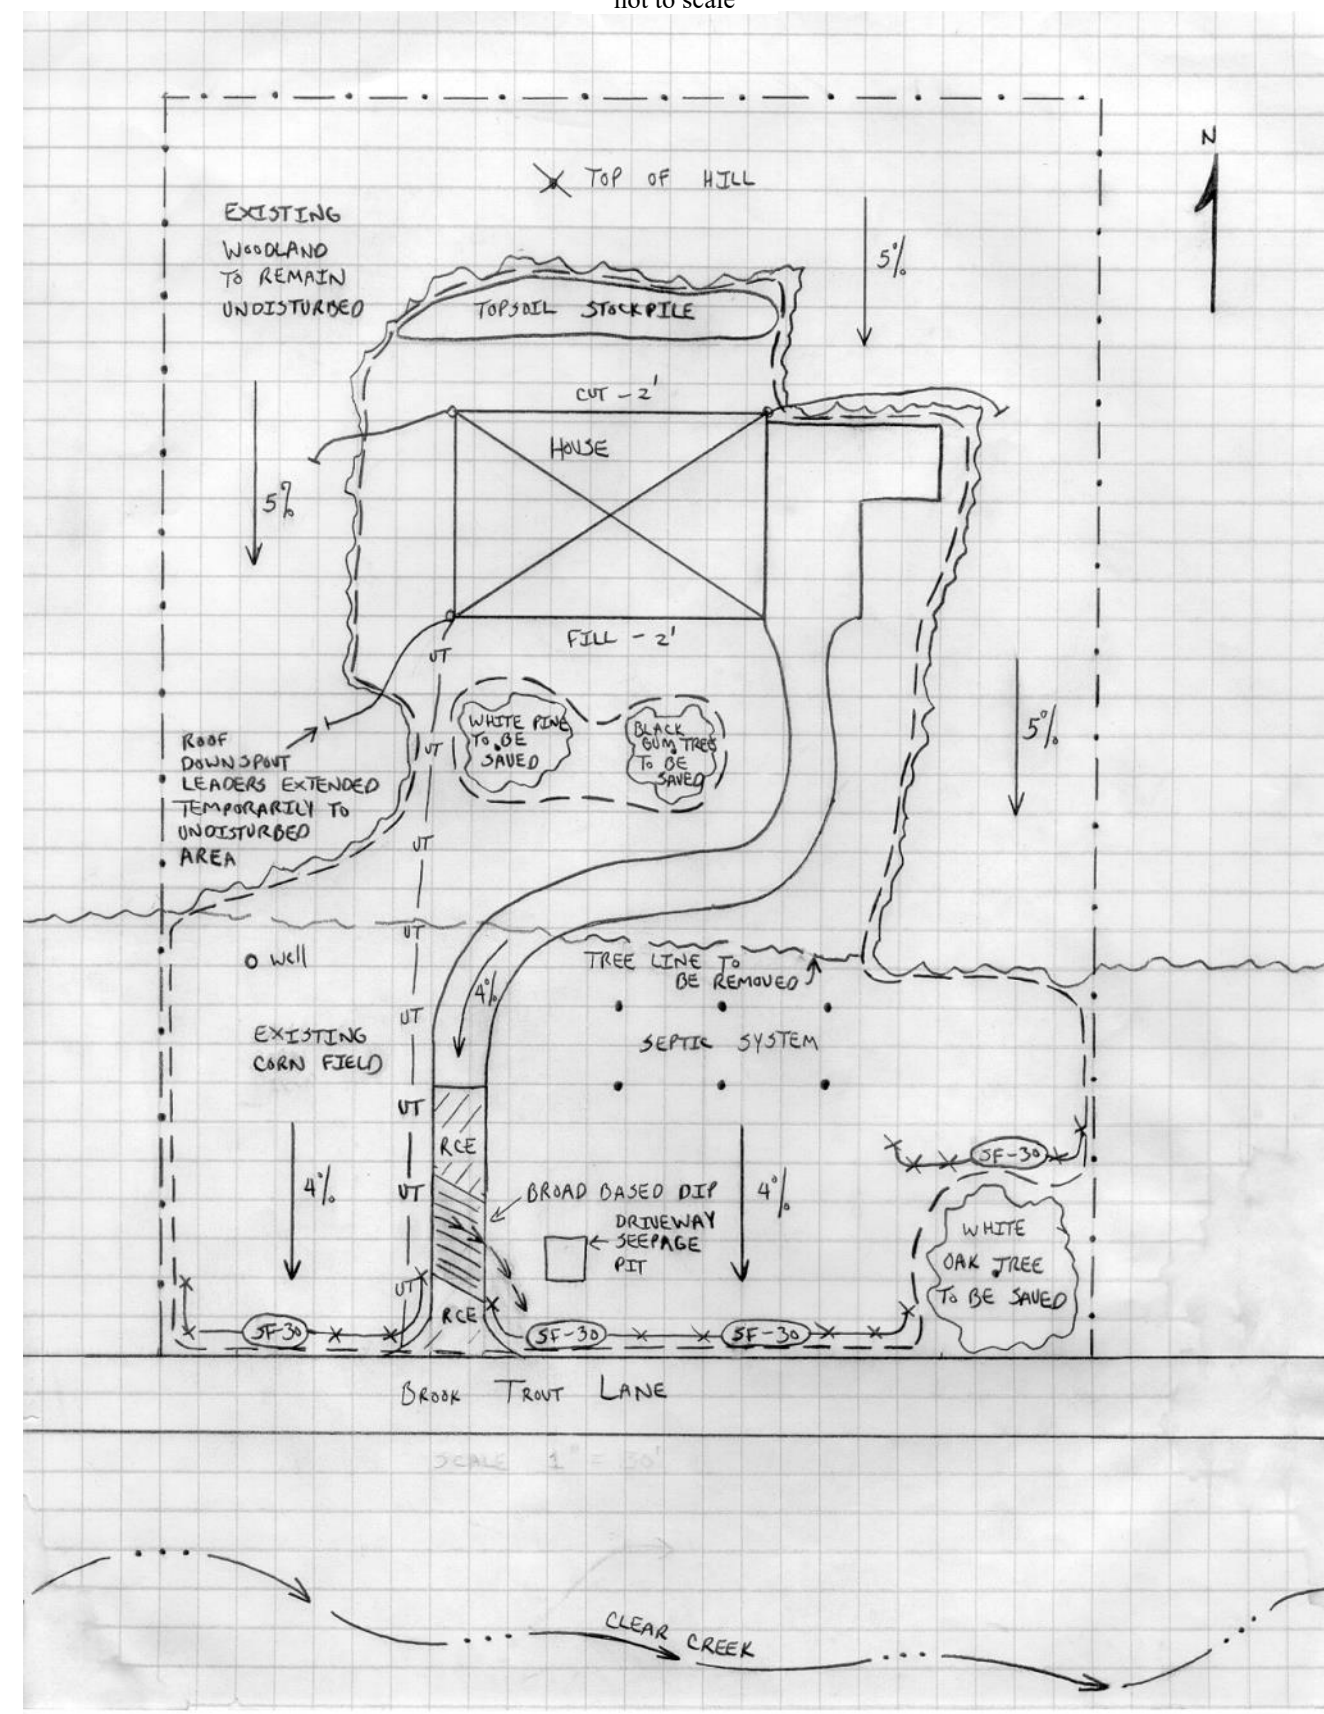 not to scale
N
TOP OF HILL
EXISTING
WOODLAND
TO REMAIN
UNDISTURBED
5%
TOPSOIL STOCKPILE
CUT - 2'
HOUSE
5%
FILL - 2'
UT
WHITE PINE
TO BE
SAVED
BLACK
GUM TREE
TO BE
SAVED
5%
ROOF
DOWNSPOUT
LEADERS EXTENDED
TEMPORARILY TO
UNDISTURBED
AREA
UT
UT
UT
WELL
TREE LINE TO
BE REMOVED
4%
UT
EXISTING
CORN FIELD
SEPTIC SYSTEM
UT
RCE
SF-30
4%
UT
BROAD BASED DIP
4%
DRIVEWAY
SEEPAGE
PIT
WHITE
OAK TREE
TO BE SAVED
UT
RCE
SF-30
SF-30
SF-30
BROOK TROUT LANE
SCALE 1" = 30'
CLEAR CREEK